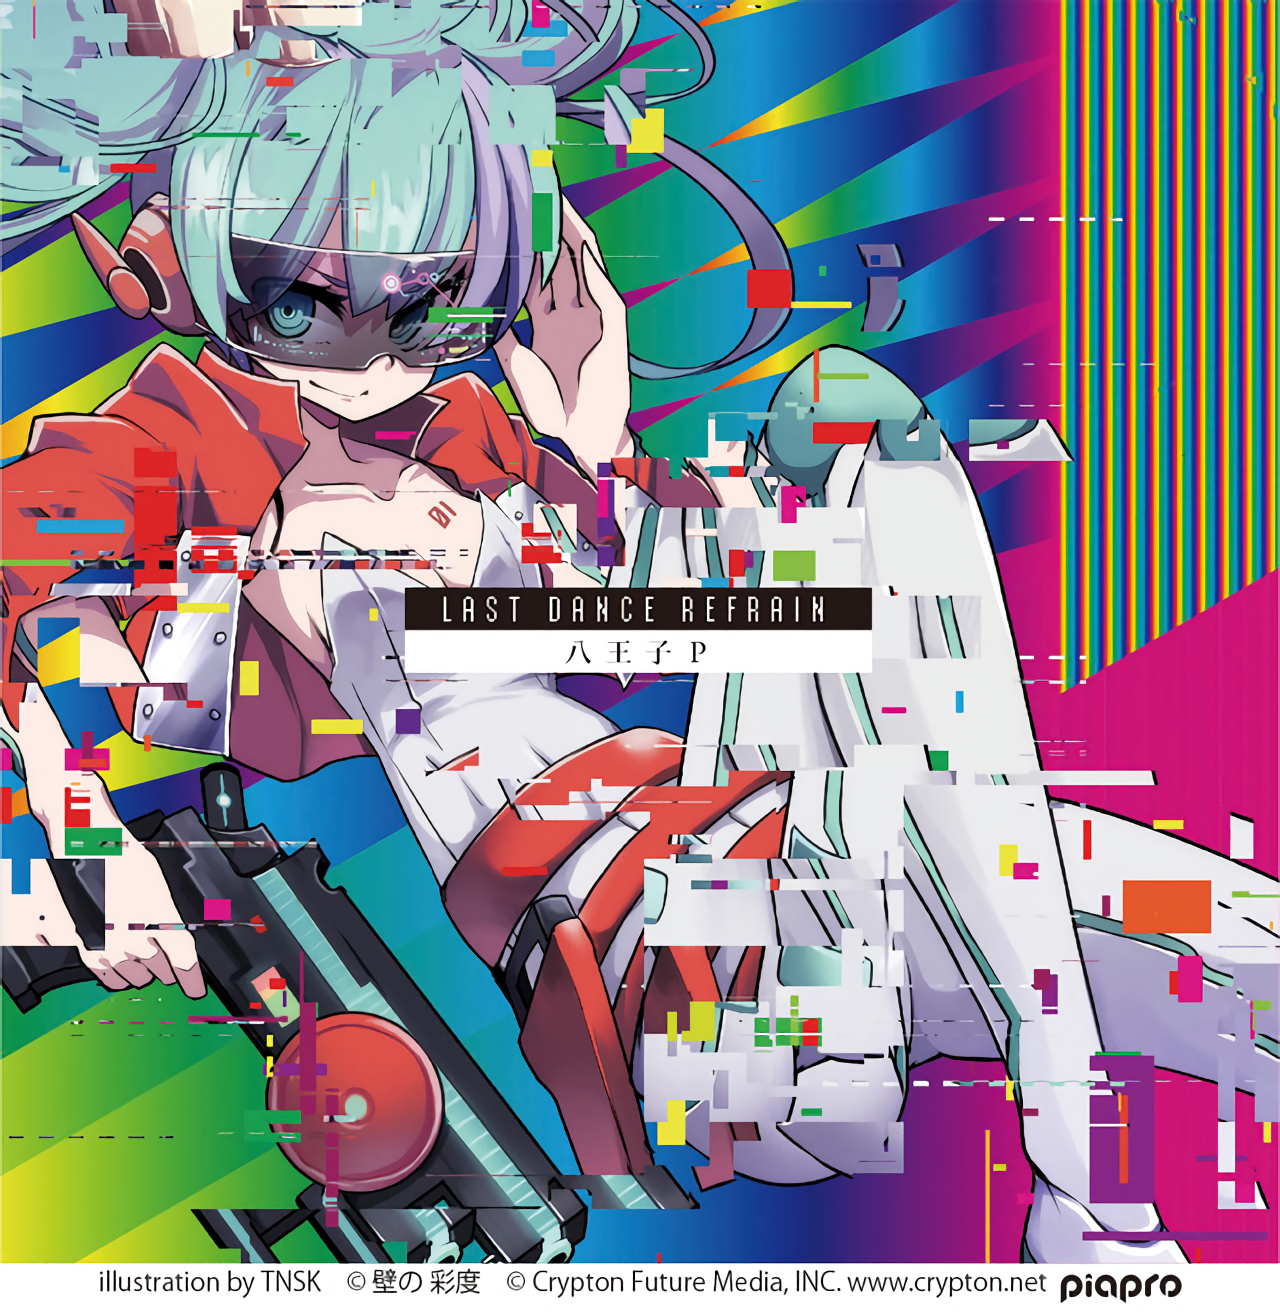 01
LAST DANCE REFRAIN
八王子P
illustration by TNSK © 壁の彩度 © Crypton Future Media, INC. www.crypton.net piapro